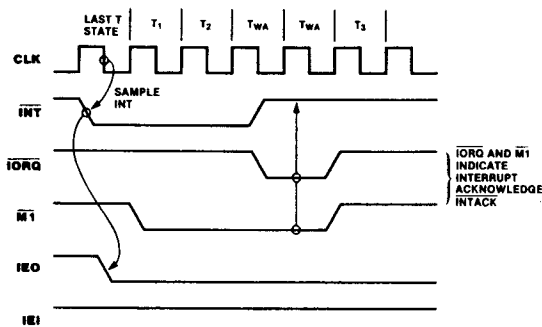 LAST T
STATE
T1
T2
TWA
TWA
T3
CLK
SAMPLE
INT
INT
IORQ
IORQ AND M1
INDICATE
INTERRUPT
ACKNOWLEDGE
INTACK
M1
IEO
IEI